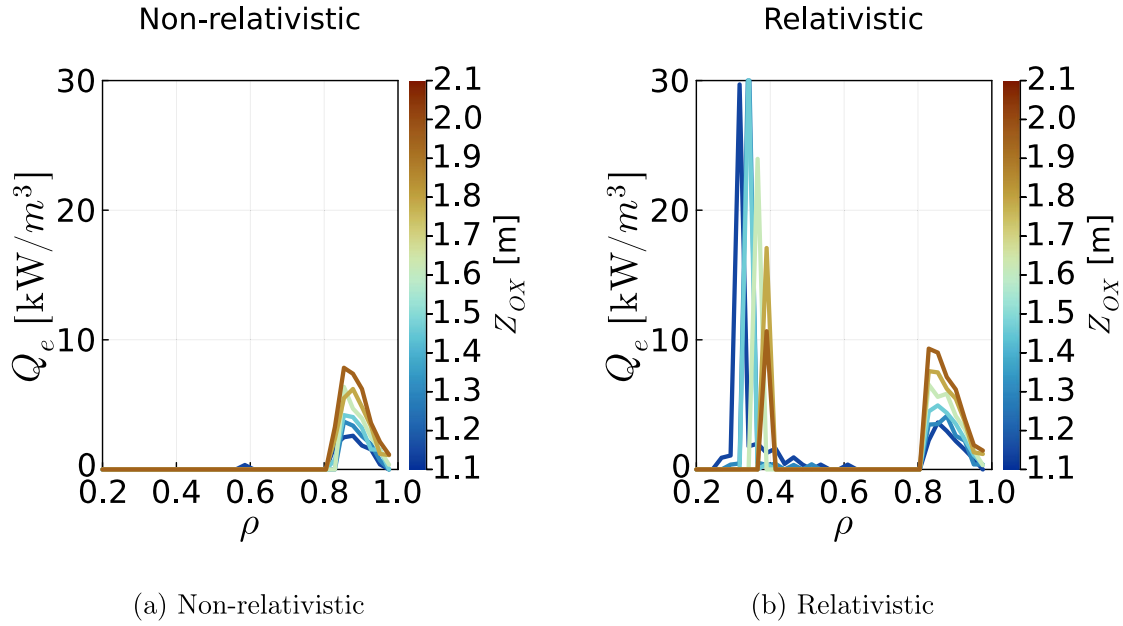 Non-relativistic
30
20
10
0
0.2 0.4 0.6 0.8 1.0
ρ
Q_e [kW/m^3]
2.1
2.0
1.9
1.8
1.7
1.6
1.5
1.4
1.3
1.2
1.1
Z_{OX} [m]
(a) Non-relativistic
Relativistic
30
20
10
0
0.2 0.4 0.6 0.8 1.0
ρ
Q_e [kW/m^3]
2.1
2.0
1.9
1.8
1.7
1.6
1.5
1.4
1.3
1.2
1.1
Z_{OX} [m]
(b) Relativistic